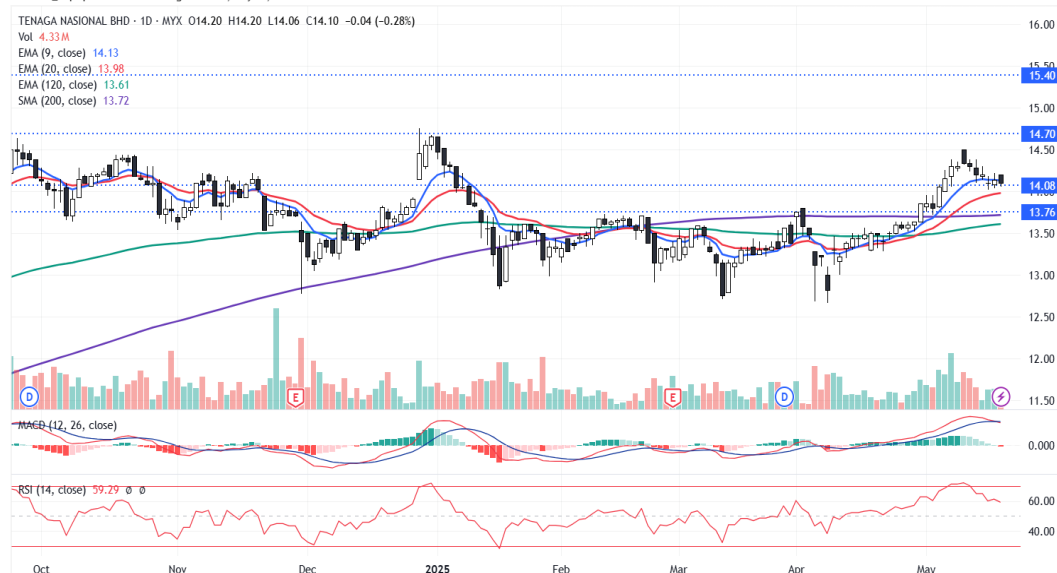 TENAGA NASIONAL BHD · 1D · MYX O14.20 H14.20 L14.06 C14.10 −0.04 (−0.28%)
Vol 4.33M
EMA (9, close) 14.13
EMA (20, close) 13.98
EMA (120, close) 13.61
SMA (200, close) 13.72
16.00
15.50
15.40
15.00
14.70
14.50
14.08
13.76
13.50
13.00
12.50
12.00
11.50
D
E
E
D
MACD (12, 26, close)
0.000
RSI (14, close) 59.29 ø ø
60.00
40.00
Oct Nov Dec 2025 Feb Mar Apr May